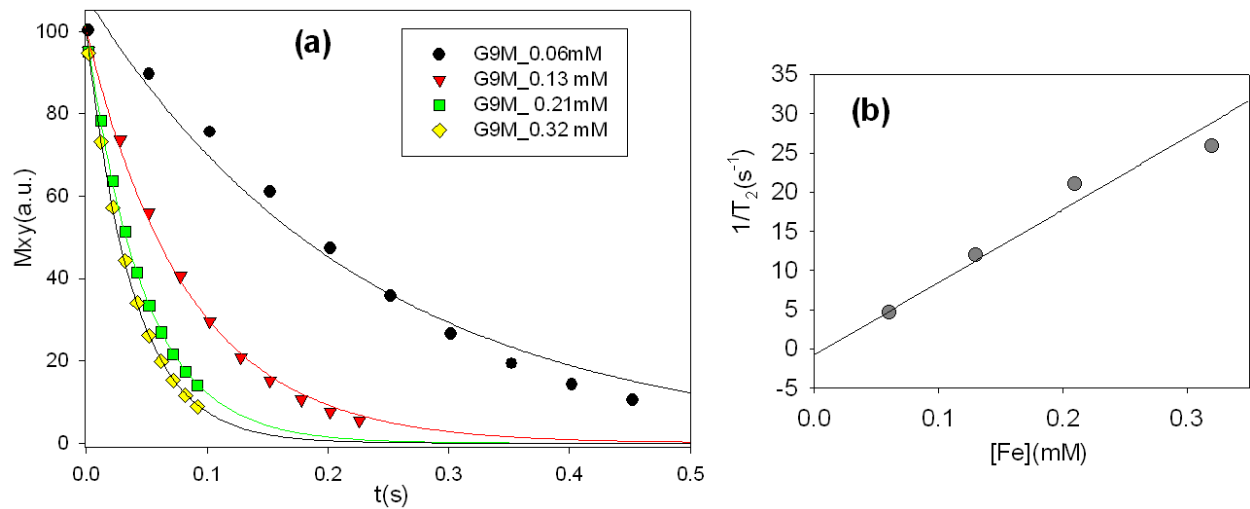 (a)
G9M_0.06mM
G9M_0.13 mM
G9M_ 0.21mM
G9M_0.32 mM
Mxy(a.u.)
100
80
60
40
20
0
0.0 0.1 0.2 0.3 0.4 0.5
t(s)
(b)
1/T₂(s⁻¹)
35
30
25
20
15
10
5
0
-5
0.0 0.1 0.2 0.3
[Fe](mM)